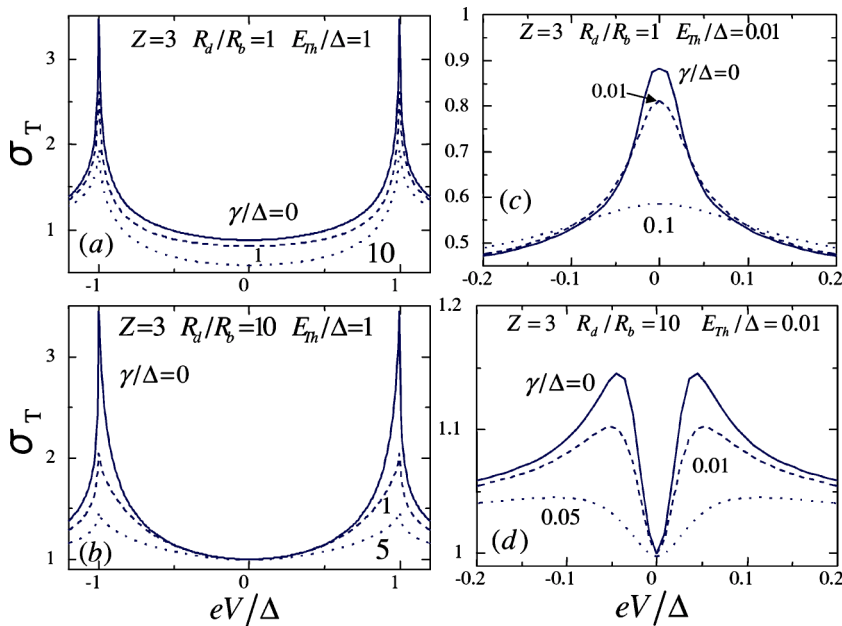 Z=3 R_d/R_b=1 E_Th/Δ=1
3
2
1
σ_T
γ/Δ=0
1
10
(a)
-1
0
1
Z=3 R_d/R_b=1 E_Th/Δ=0.01
1
0.9
0.8
0.7
0.6
0.5
γ/Δ=0
0.01
0.1
(c)
-0.2
-0.1
0
0.1
0.2
Z=3 R_d/R_b=10 E_Th/Δ=1
3
2
1
σ_T
γ/Δ=0
1
5
(b)
-1
0
1
eV/Δ
Z=3 R_d/R_b=10 E_Th/Δ=0.01
1.2
1.1
1
γ/Δ=0
0.01
0.05
(d)
-0.2
-0.1
0
0.1
0.2
eV/Δ